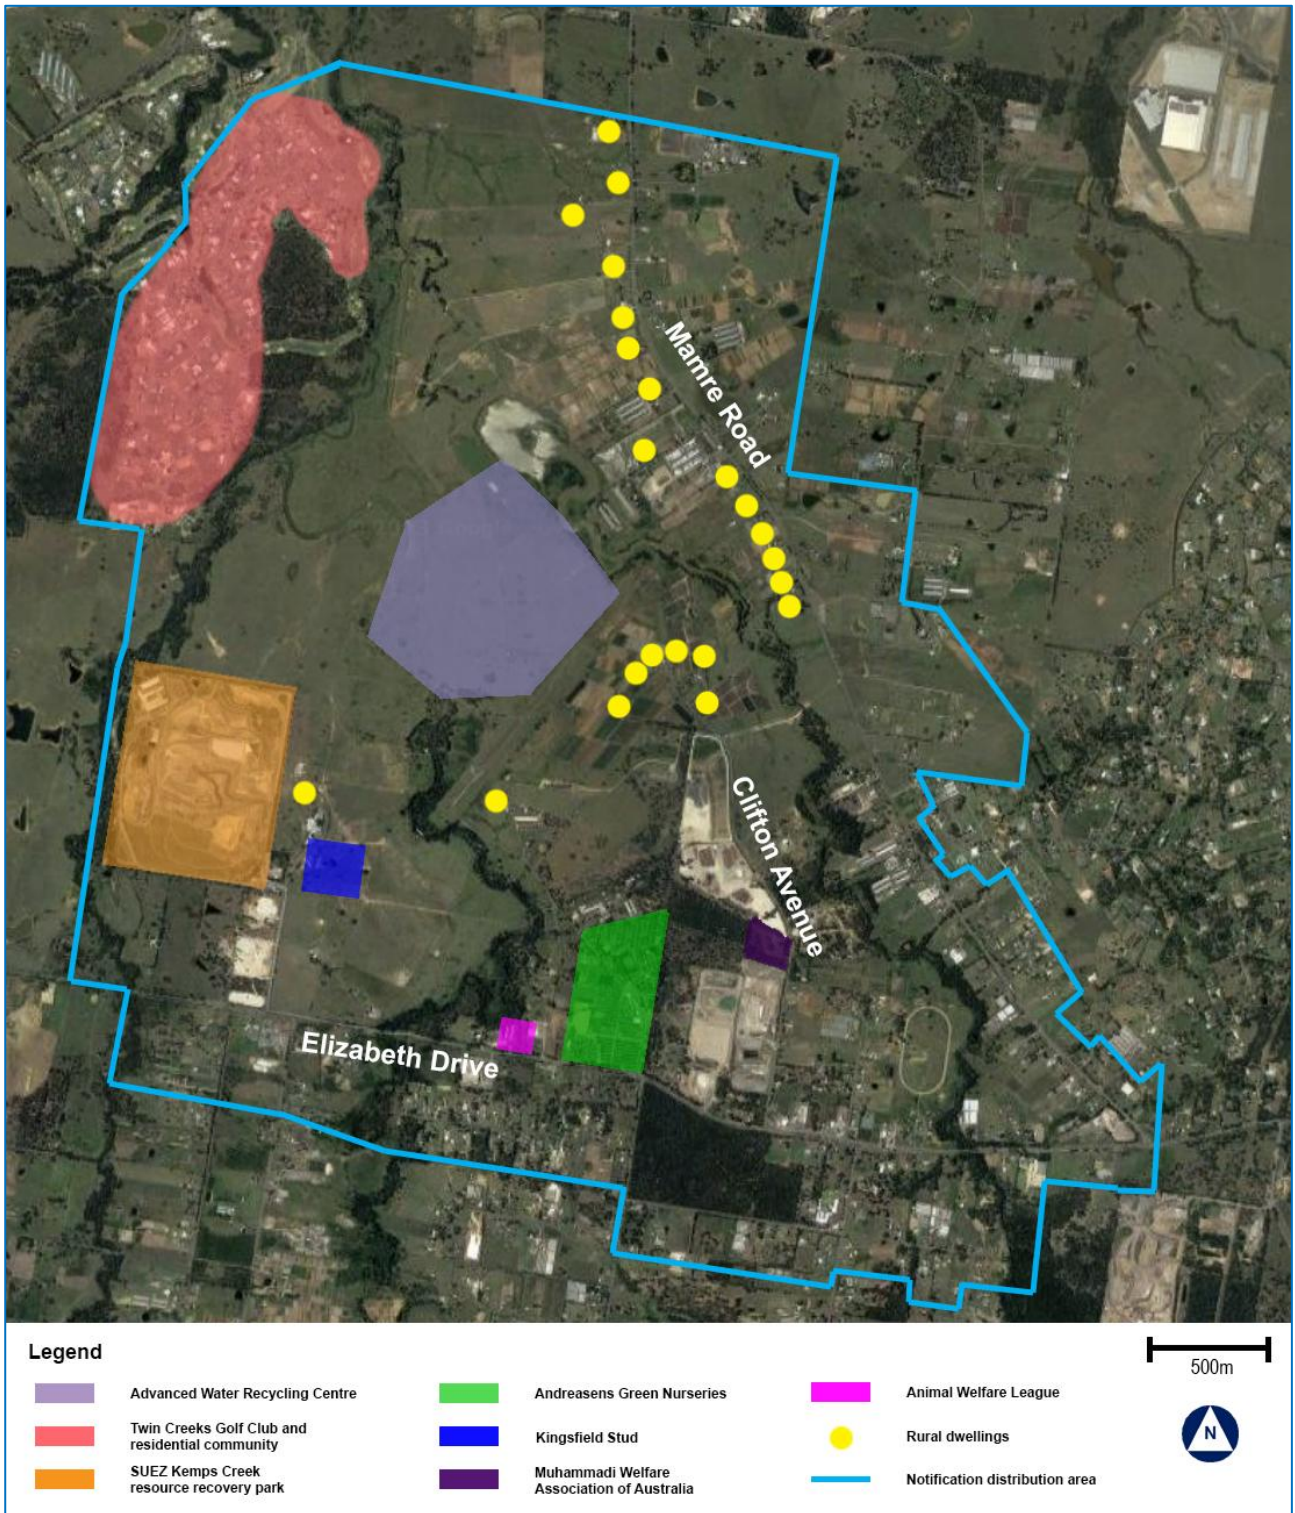 Mamre Road
Clifton Avenue
Elizabeth Drive
Legend
500m
Advanced Water Recycling Centre
Twin Creeks Golf Club and
residential community
SUEZ Kemps Creek
resource recovery park
Andreasens Green Nurseries
Kingsfield Stud
Muhammadi Welfare
Association of Australia
Animal Welfare League
Rural dwellings
Notification distribution area
N